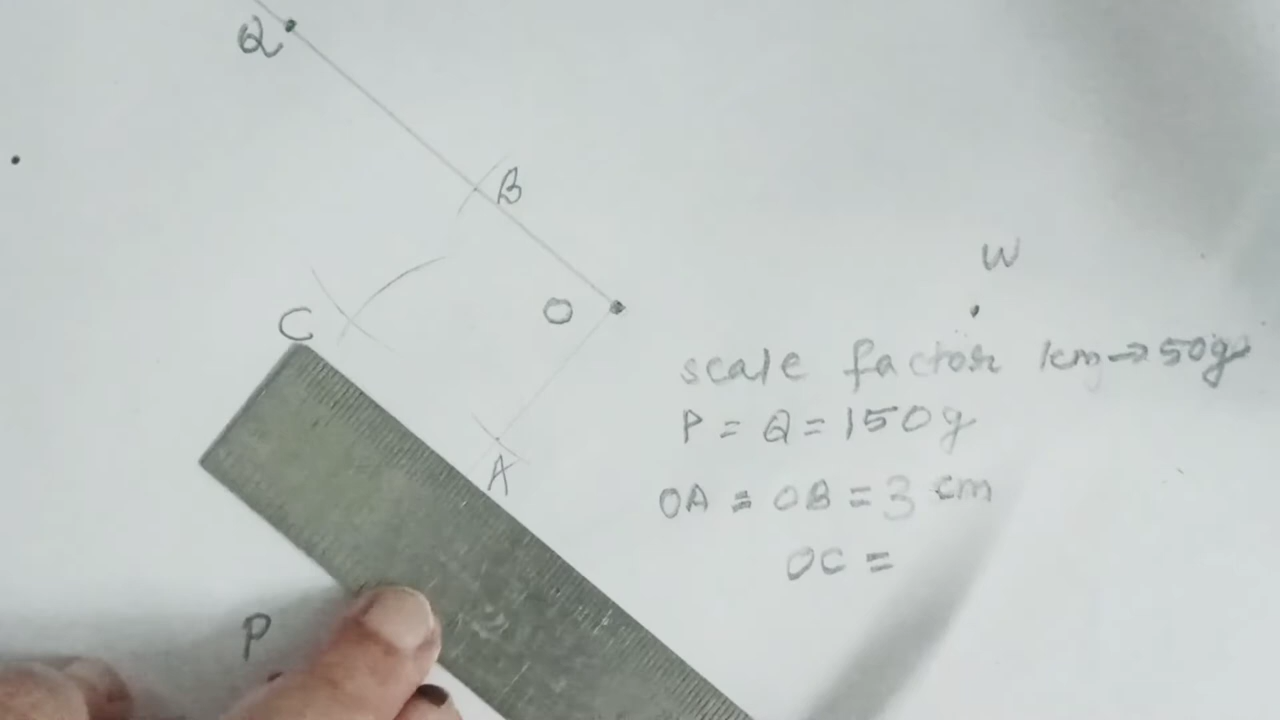 Q
B
W
O
C
scale factor 1cm→50g
P = Q = 150g
A
OA = OB = 3 cm
OC =
P